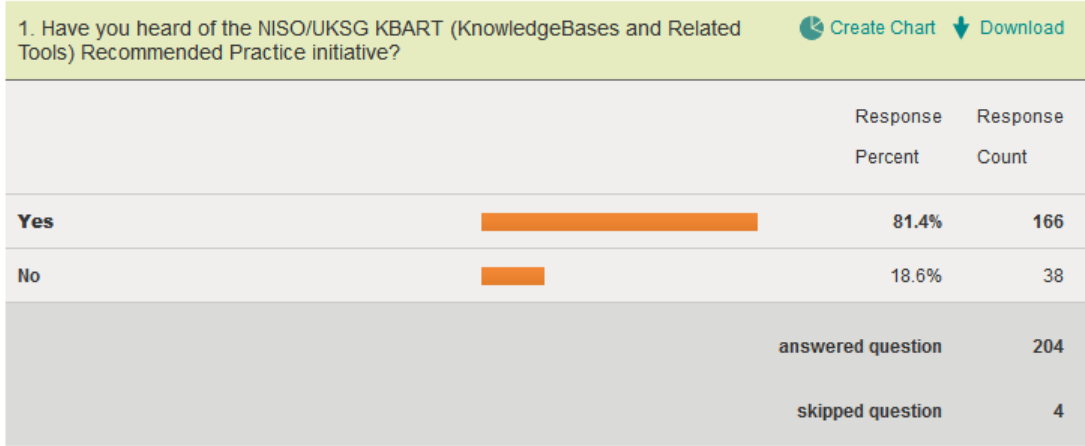 1. Have you heard of the NISO/UKSG KBART (KnowledgeBases and Related
Tools) Recommended Practice initiative?
Create Chart Download
Response Response
Percent Count
Yes 81.4% 166
No 18.6% 38
answered question 204
skipped question 4